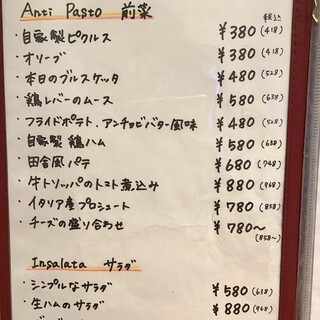 Anti Pasto 前菜
税込
・自家製ピクルス ¥380(418)
・オリーブ ¥380(418)
・本日のブルスケッタ ¥480(528)
・鶏レバーのムース ¥580(638)
・フライドポテト.アンチョビバター風味 ¥480(528)
・自家製鶏ハム ¥580(638)
・田舎風パテ ¥680(748)
・牛トリッパのトマト煮込み ¥880(968)
・イタリア産プロシュート ¥780(858)
・チーズの盛り合わせ ¥780〜
(858〜)
Insalata サラダ
・シンプルなサラダ ¥580(638)
・生ハムのサラダ ¥880(968)